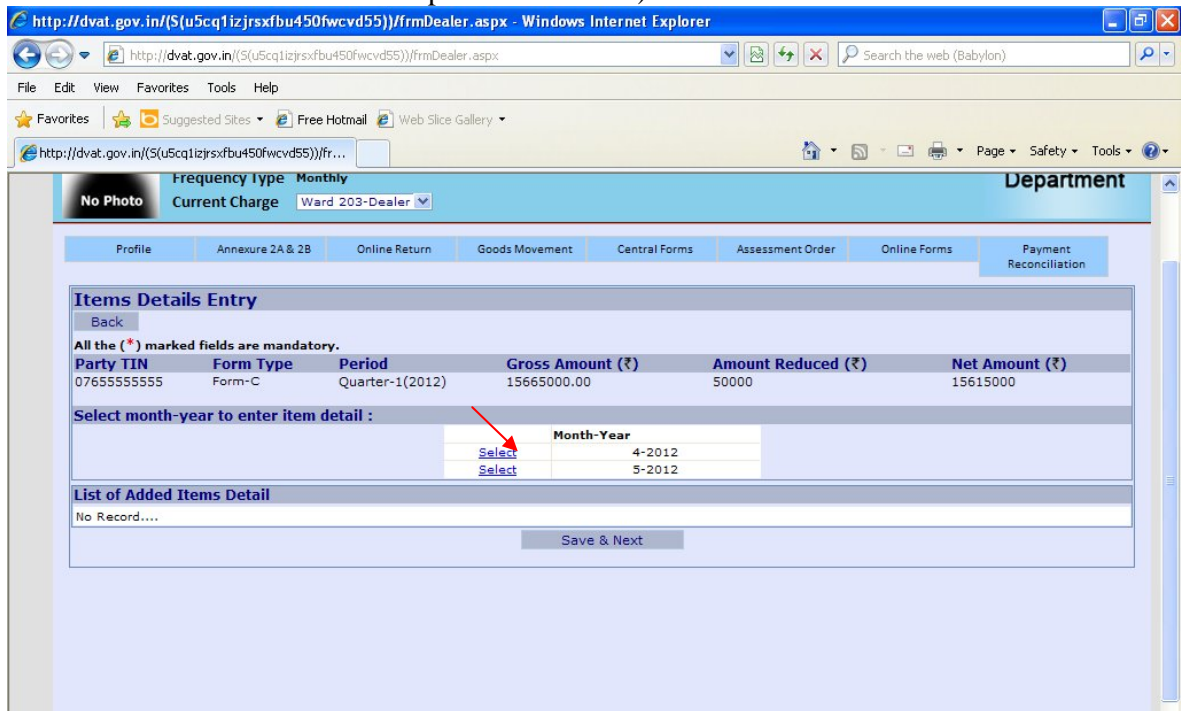 http://dvat.gov.in/(S(u5cq1izjrsxfbu450fwcvd55))/frmDealer.aspx - Windows Internet Explorer
http://dvat.gov.in/(S(u5cq1izjrsxfbu450fwcvd55))/frmDealer.aspx Search the web (Babylon)
File Edit View Favorites Tools Help
Favorites Suggested Sites Free Hotmail Web Slice Gallery
http://dvat.gov.in/(S(u5cq1izjrsxfbu450fwcvd55))/fr... Page Safety Tools
Frequency Type Monthly Department
No Photo Current Charge Ward 203-Dealer
Profile Annexure 2A & 2B Online Return Goods Movement Central Forms Assessment Order Online Forms Payment
Reconciliation
Items Details Entry
Back
All the (*) marked fields are mandatory.
Party TIN Form Type Period Gross Amount (₹) Amount Reduced (₹) Net Amount (₹)
07655555555 Form-C Quarter-1(2012) 15665000.00 50000 15615000
Select month-year to enter item detail :
Month-Year
Select 4-2012
Select 5-2012
List of Added Items Detail
No Record....
Save & Next